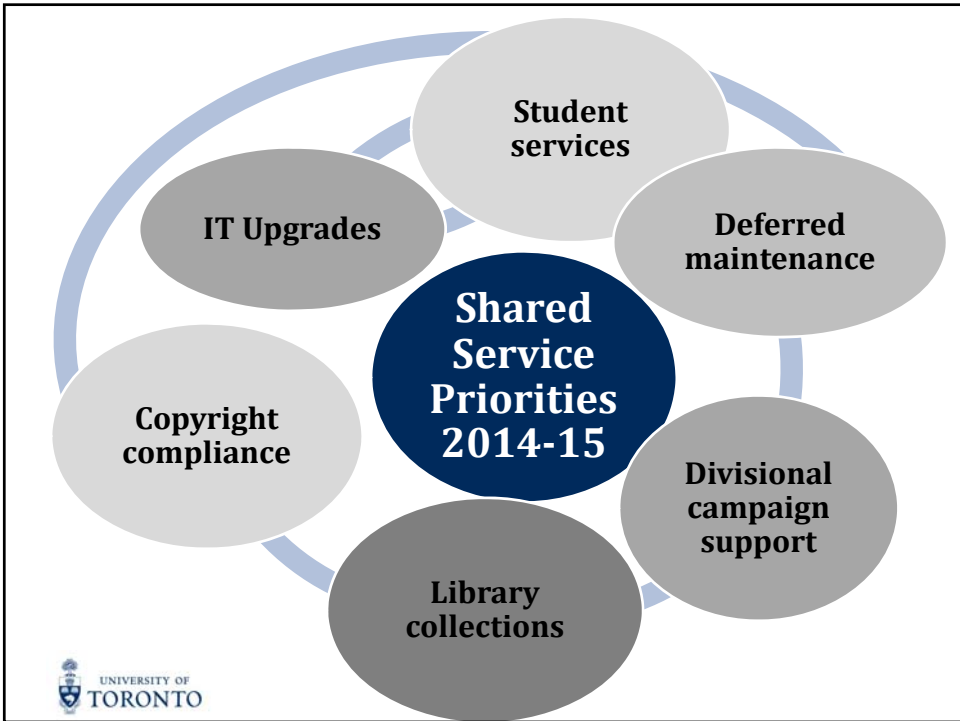 Student
services
IT Upgrades
Deferred
maintenance
Shared
Service
Priorities
2014-15
Copyright
compliance
Divisional
campaign
support
Library
collections
UNIVERSITY OF
TORONTO